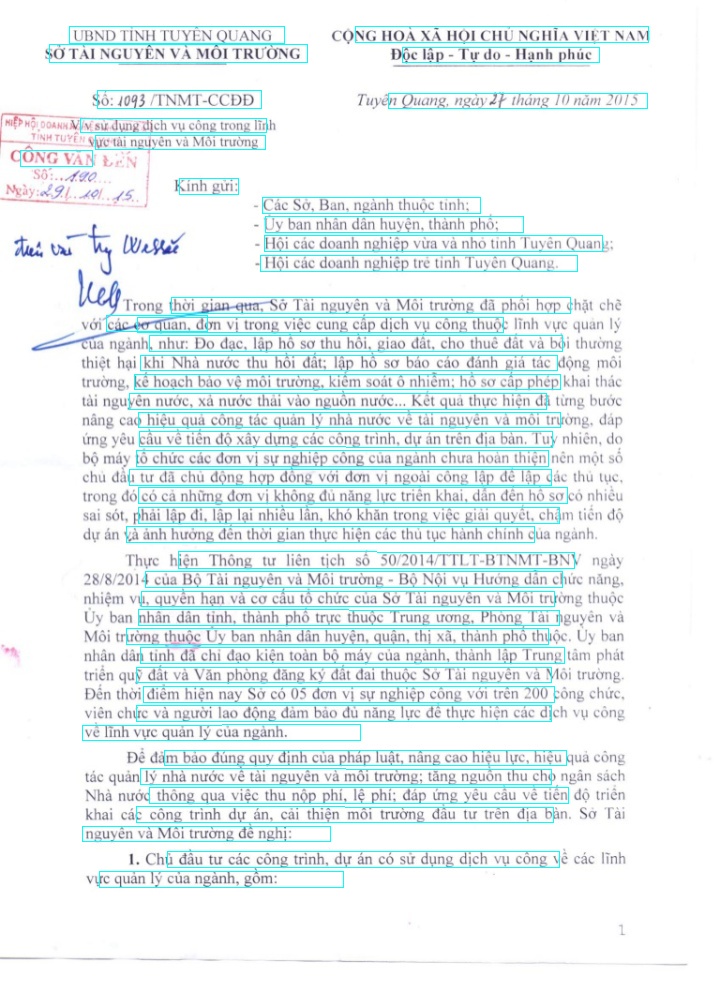 UBND TỈNH TUYÊN QUANG
SỞ TÀI NGUYÊN VÀ MÔI TRƯỜNG
CỘNG HOÀ XÃ HỘI CHỦ NGHĨA VIỆT NAM
Độc lập - Tự do - Hạnh phúc
Số: 1093 /TNMT-CCĐĐ
Tuyên Quang, ngày 27 tháng 10 năm 2015
V/v sử dụng dịch vụ công trong lĩnh
vực tài nguyên và Môi trường
HIỆP HỘI DOANH
TỈNH TUYÊN
CÔNG VĂN ĐẾN
Số:...190...
Ngày:29/10/15
Kính gửi:
- Các Sở, Ban, ngành thuộc tỉnh;
- Ủy ban nhân dân huyện, thành phố;
- Hội các doanh nghiệp vừa và nhỏ tỉnh Tuyên Quang;
- Hội các doanh nghiệp trẻ tỉnh Tuyên Quang.
Trong thời gian qua, Sở Tài nguyên và Môi trường đã phối hợp chặt chẽ
với các cơ quan, đơn vị trong việc cung cấp dịch vụ công thuộc lĩnh vực quản lý
của ngành, như: Đo đạc, lập hồ sơ thu hồi, giao đất, cho thuê đất và bồi thường
thiệt hại khi Nhà nước thu hồi đất; lập hồ sơ báo cáo đánh giá tác động môi
trường, kế hoạch bảo vệ môi trường, kiểm soát ô nhiễm; hồ sơ cấp phép khai thác
tài nguyên nước, xả nước thải vào nguồn nước... Kết quả thực hiện đã từng bước
nâng cao hiệu quả công tác quản lý nhà nước về tài nguyên và môi trường, đáp
ứng yêu cầu về tiến độ xây dựng các công trình, dự án trên địa bàn. Tuy nhiên, do
bộ máy tổ chức các đơn vị sự nghiệp công của ngành chưa hoàn thiện nên một số
chủ đầu tư đã chủ động hợp đồng với đơn vị ngoài công lập để lập các thủ tục,
trong đó có cả những đơn vị không đủ năng lực triển khai, dẫn đến hồ sơ có nhiều
sai sót, phải lập đi, lập lại nhiều lần, khó khăn trong việc giải quyết, chậm tiến độ
dự án và ảnh hưởng đến thời gian thực hiện các thủ tục hành chính của ngành.
Thực hiện Thông tư liên tịch số 50/2014/TTLT-BTNMT-BNV ngày
28/8/2014 của Bộ Tài nguyên và Môi trường - Bộ Nội vụ Hướng dẫn chức năng,
nhiệm vụ, quyền hạn và cơ cấu tổ chức của Sở Tài nguyên và Môi trường thuộc
Ủy ban nhân dân tỉnh, thành phố trực thuộc Trung ương, Phòng Tài nguyên và
Môi trường thuộc Ủy ban nhân dân huyện, quận, thị xã, thành phố thuộc. Ủy ban
nhân dân tỉnh đã chỉ đạo kiện toàn bộ máy của ngành, thành lập Trung tâm phát
triển quỹ đất và Văn phòng đăng ký đất đai thuộc Sở Tài nguyên và Môi trường.
Đến thời điểm hiện nay Sở có 05 đơn vị sự nghiệp công với trên 200 công chức,
viên chức và người lao động đảm bảo đủ năng lực để thực hiện các dịch vụ công
về lĩnh vực quản lý của ngành.
Để đảm bảo đúng quy định của pháp luật, nâng cao hiệu lực, hiệu quả công
tác quản lý nhà nước về tài nguyên và môi trường; tăng nguồn thu cho ngân sách
Nhà nước thông qua việc thu nộp phí, lệ phí; đáp ứng yêu cầu về tiến độ triển
khai các công trình dự án, cải thiện môi trường đầu tư trên địa bàn. Sở Tài
nguyên và Môi trường đề nghị:
1. Chủ đầu tư các công trình, dự án có sử dụng dịch vụ công về các lĩnh
vực quản lý của ngành, gồm:
1